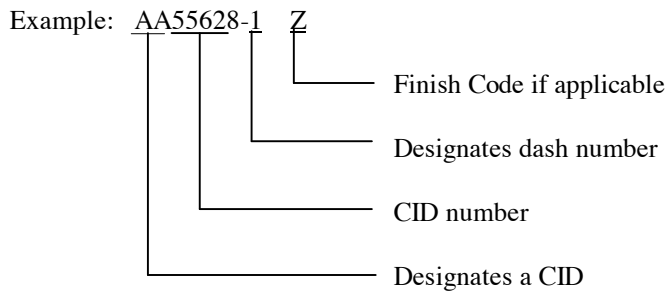 Example: AA55628-1 Z
Finish Code if applicable
Designates dash number
CID number
Designates a CID